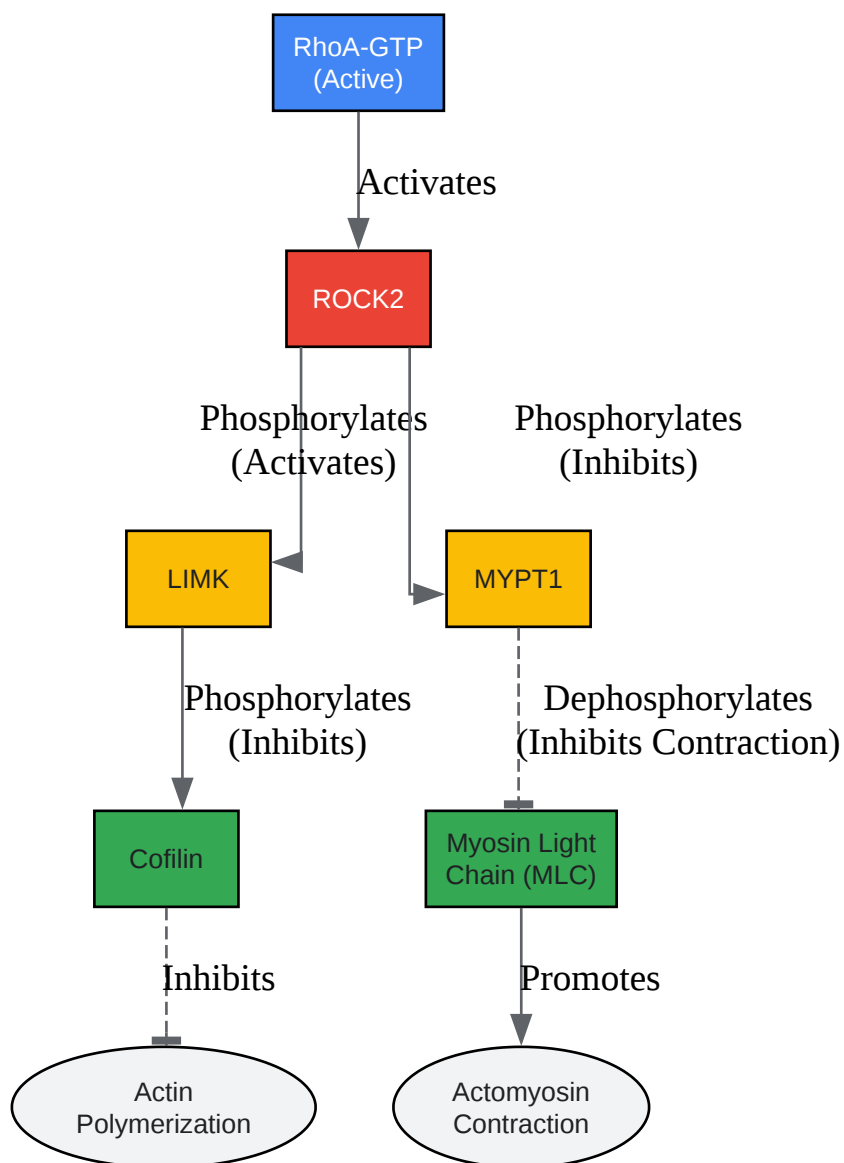 RhoA-GTP
(Active)
Activates
ROCK2
Phosphorylates
(Activates)
Phosphorylates
(Inhibits)
LIMK
MYPT1
Phosphorylates
(Inhibits)
Dephosphorylates
(Inhibits Contraction)
Cofilin
Myosin Light
Chain (MLC)
Inhibits
Promotes
Actin
Polymerization
Actomyosin
Contraction